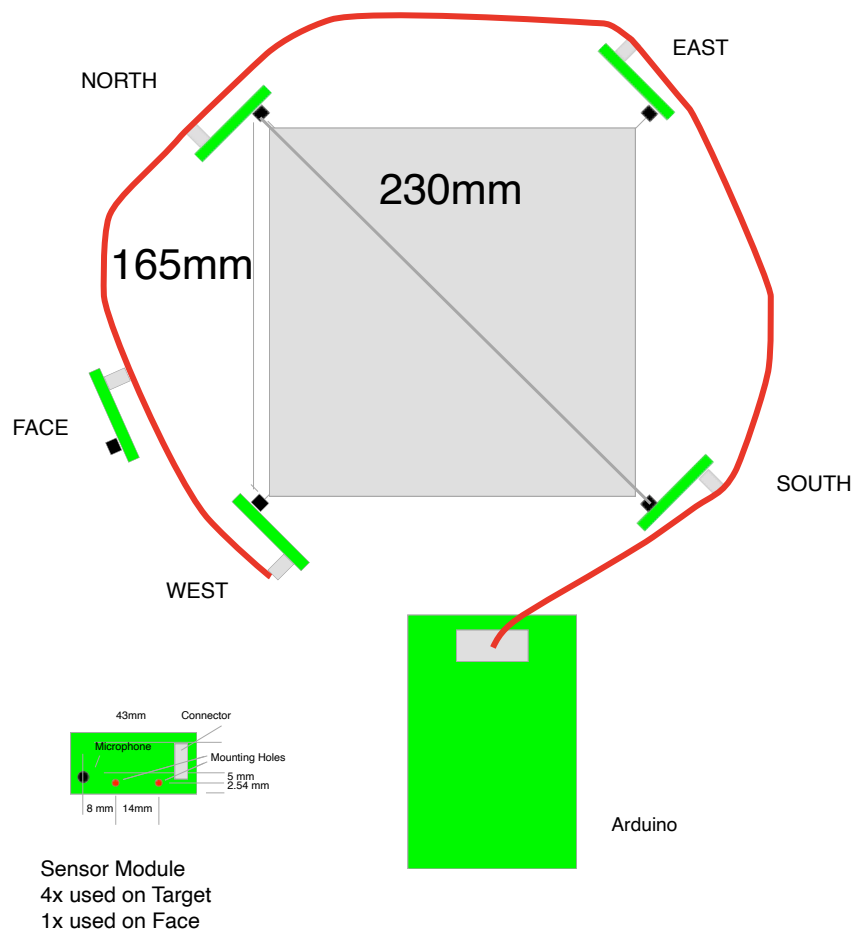 EAST
NORTH
230mm
165mm
FACE
SOUTH
WEST
43mm
Connector
Microphone
Mounting Holes
5 mm
2.54 mm
8 mm
14mm
Arduino
Sensor Module
4x used on Target
1x used on Face